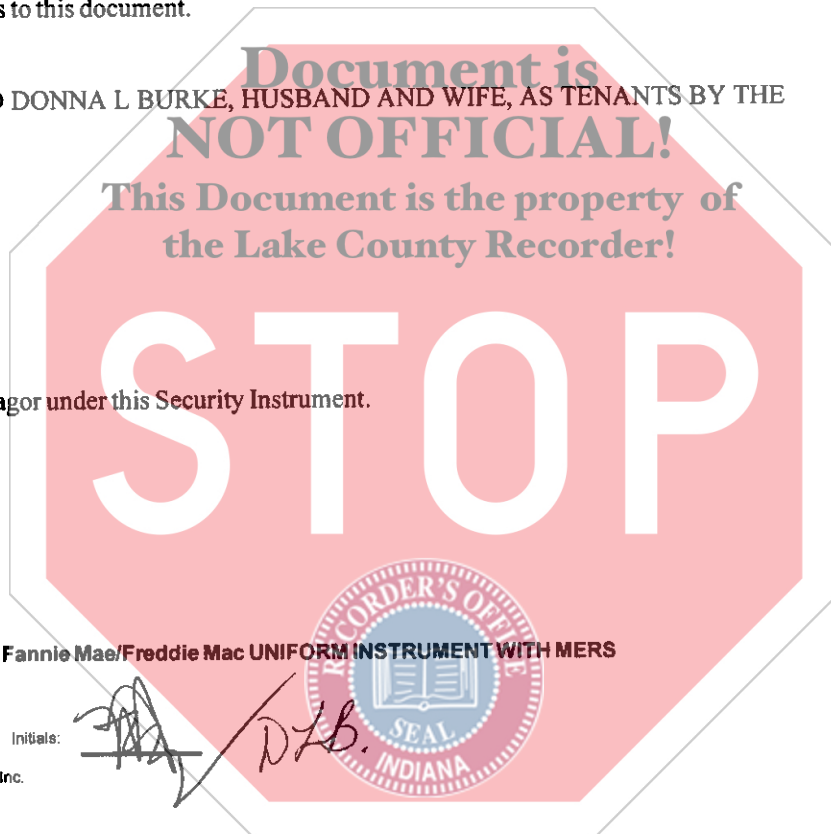 s to this document.
Document is
DONNA L BURKE, HUSBAND AND WIFE, AS TENANTS BY THE
NOT OFFICIAL!
This Document is the property of
the Lake County Recorder!
STOP
agor under this Security Instrument.
RECORDER'S OFFICE
Fannie Mae/Freddie Mac UNIFORM INSTRUMENT WITH MERS
Initials: D L B.
SEAL
INDIANA
Inc.